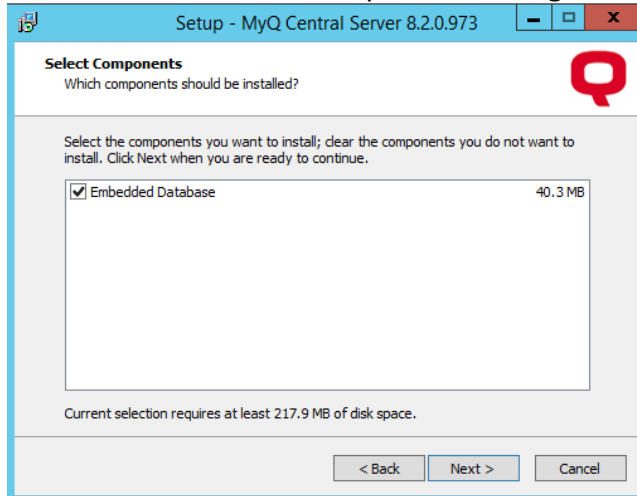 Setup - MyQ Central Server 8.2.0.973
Select Components
Which components should be installed?
Select the components you want to install; clear the components you do not want to
install. Click Next when you are ready to continue.
Embedded Database 40.3 MB
Current selection requires at least 217.9 MB of disk space.
< Back Next > Cancel